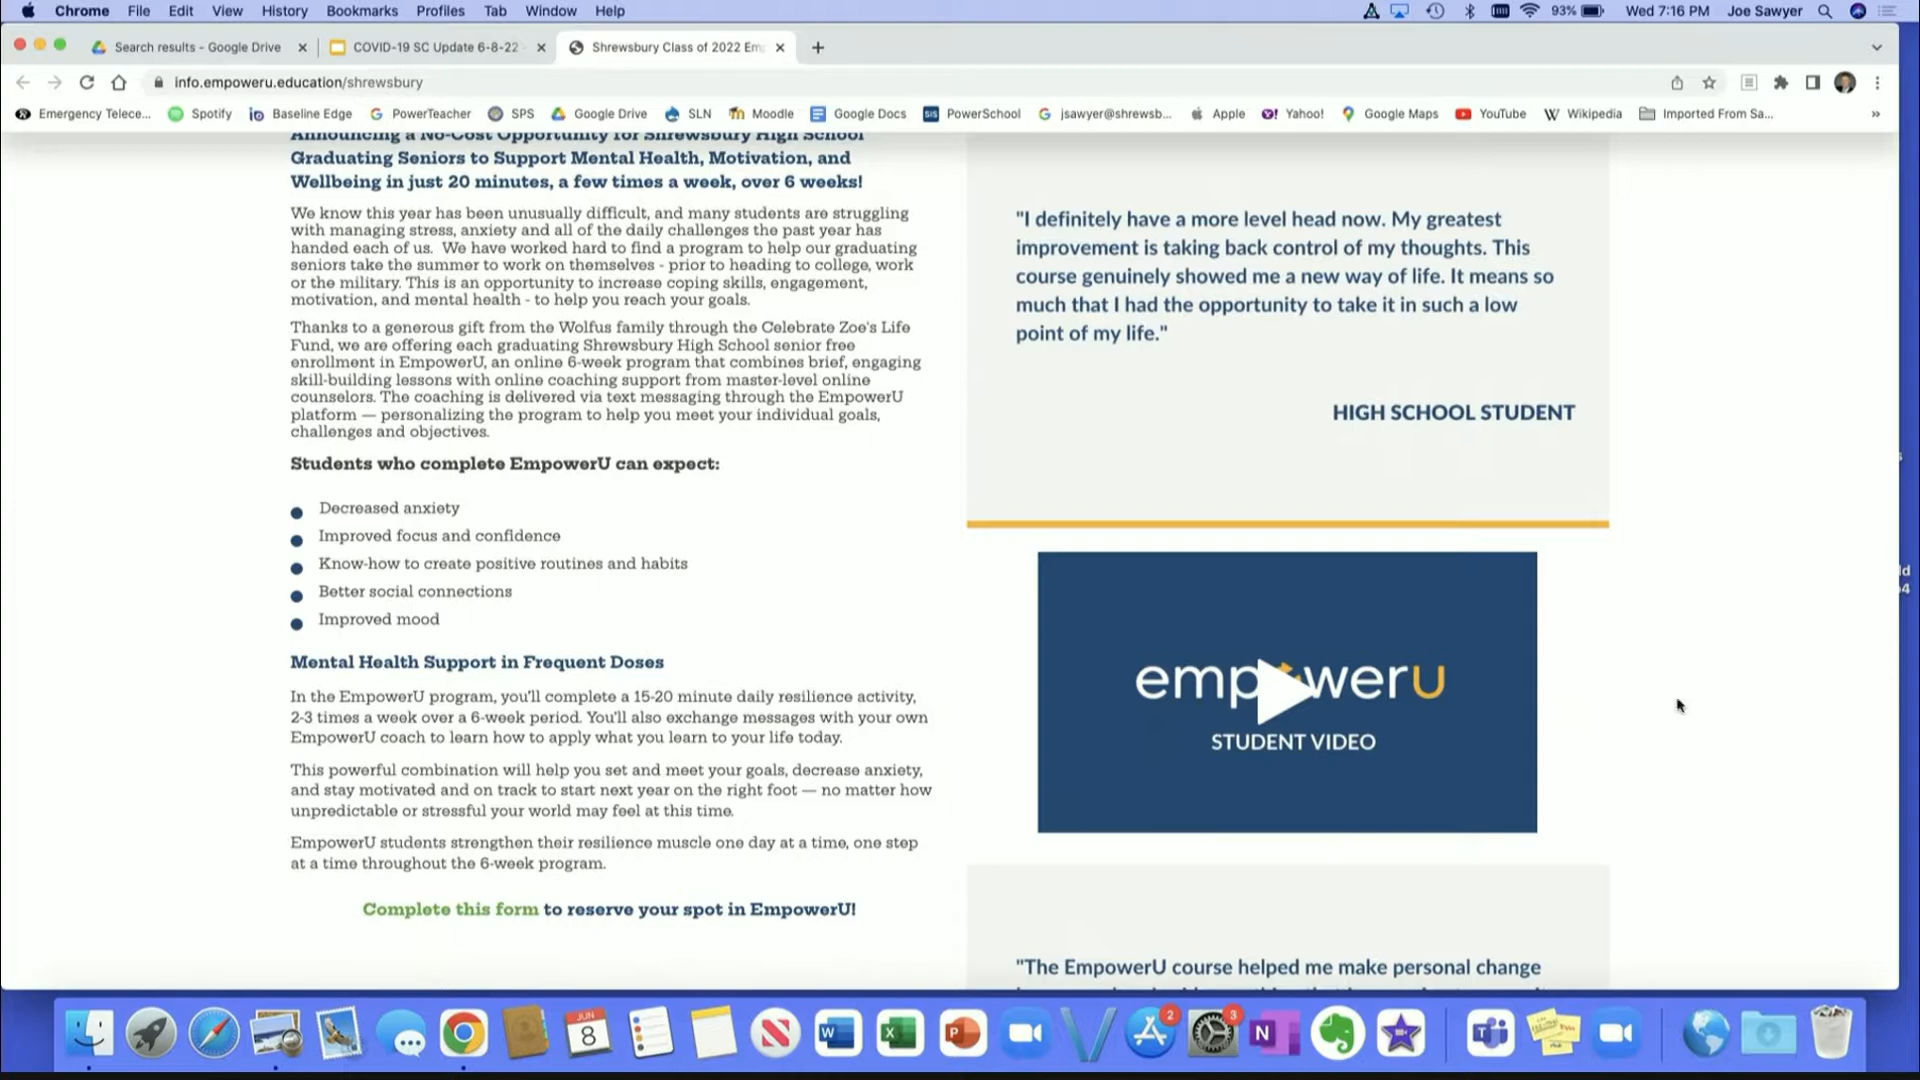 Chrome File Edit View History Bookmarks Profiles Tab Window Help 93% Wed 7:16 PM Joe Sawyer
Search results - Google Drive COVID-19 SC Update 6-8-22 Shrewsbury Class of 2022 Em
info.empoweru.education/shrewsbury
Emergency Telece... Spotify Baseline Edge PowerTeacher SPS Google Drive SLN Moodle Google Docs PowerSchool jsawyer@shrewsb... Apple Yahoo! Google Maps YouTube Wikipedia Imported From Sa... »
Announcing a No-Cost Opportunity for Shrewsbury High School
Graduating Seniors to Support Mental Health, Motivation, and
Wellbeing in just 20 minutes, a few times a week, over 6 weeks!
We know this year has been unusually difficult, and many students are struggling
with managing stress, anxiety and all of the daily challenges the past year has
handed each of us. We have worked hard to find a program to help our graduating
seniors take the summer to work on themselves - prior to heading to college, work
or the military. This is an opportunity to increase coping skills, engagement,
motivation, and mental health - to help you reach your goals.
Thanks to a generous gift from the Wolfus family through the Celebrate Zoe's Life
Fund, we are offering each graduating Shrewsbury High School senior free
enrollment in EmpowerU, an online 6-week program that combines brief, engaging
skill-building lessons with online coaching support from master-level online
counselors. The coaching is delivered via text messaging through the EmpowerU
platform — personalizing the program to help you meet your individual goals,
challenges and objectives.
Students who complete EmpowerU can expect:
Decreased anxiety
Improved focus and confidence
Know-how to create positive routines and habits
Better social connections
Improved mood
Mental Health Support in Frequent Doses
In the EmpowerU program, you'll complete a 15-20 minute daily resilience activity,
2-3 times a week over a 6-week period. You'll also exchange messages with your own
EmpowerU coach to learn how to apply what you learn to your life today.
This powerful combination will help you set and meet your goals, decrease anxiety,
and stay motivated and on track to start next year on the right foot — no matter how
unpredictable or stressful your world may feel at this time.
EmpowerU students strengthen their resilience muscle one day at a time, one step
at a time throughout the 6-week program.
Complete this form to reserve your spot in EmpowerU!
"I definitely have a more level head now. My greatest
improvement is taking back control of my thoughts. This
course genuinely showed me a new way of life. It means so
much that I had the opportunity to take it in such a low
point of my life."
HIGH SCHOOL STUDENT
empoweru
STUDENT VIDEO
"The EmpowerU course helped me make personal change
JUN
8
2
3